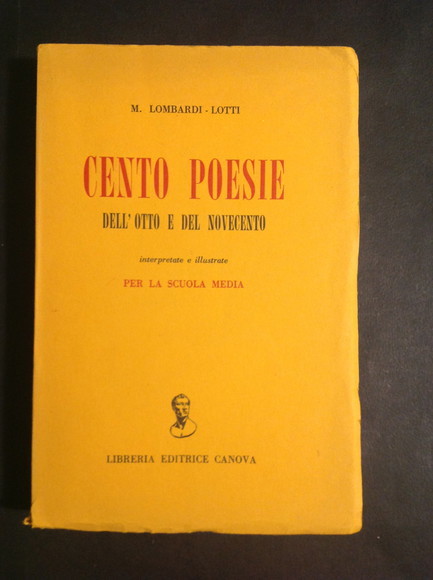 M. LOMBARDI - LOTTI
CENTO POESIE
DELL'OTTO E DEL NOVECENTO
interpretate e illustrate
PER LA SCUOLA MEDIA
LIBRERIA EDITRICE CANOVA